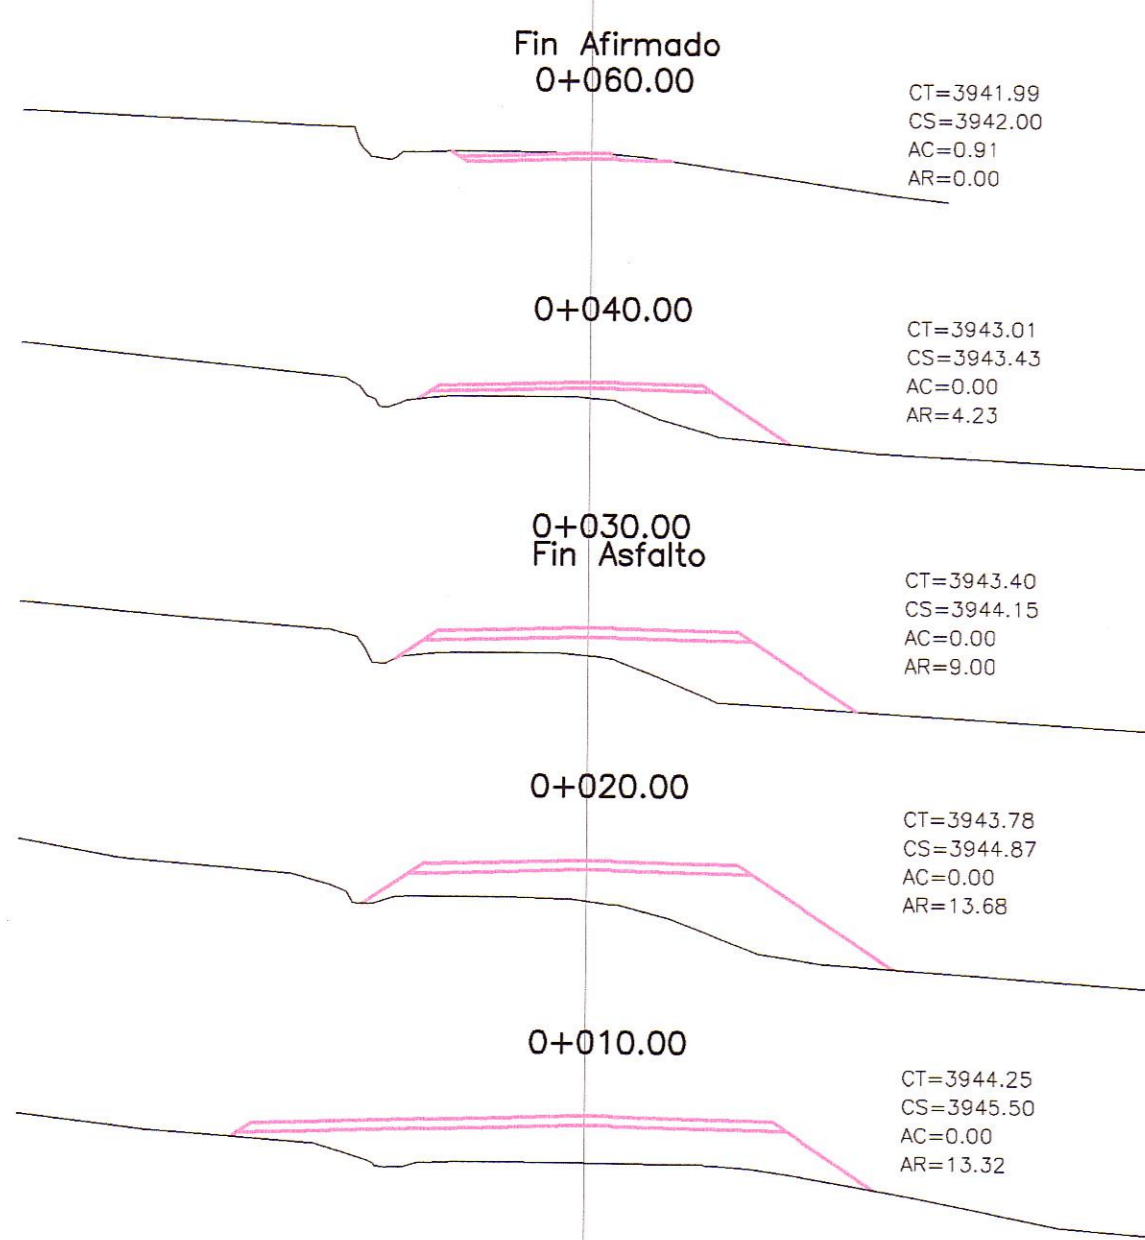 Fin Afirmado
0+060.00
CT=3941.99
CS=3942.00
AC=0.91
AR=0.00
0+040.00
CT=3943.01
CS=3943.43
AC=0.00
AR=4.23
0+030.00
Fin Asfalto
CT=3943.40
CS=3944.15
AC=0.00
AR=9.00
0+020.00
CT=3943.78
CS=3944.87
AC=0.00
AR=13.68
0+010.00
CT=3944.25
CS=3945.50
AC=0.00
AR=13.32